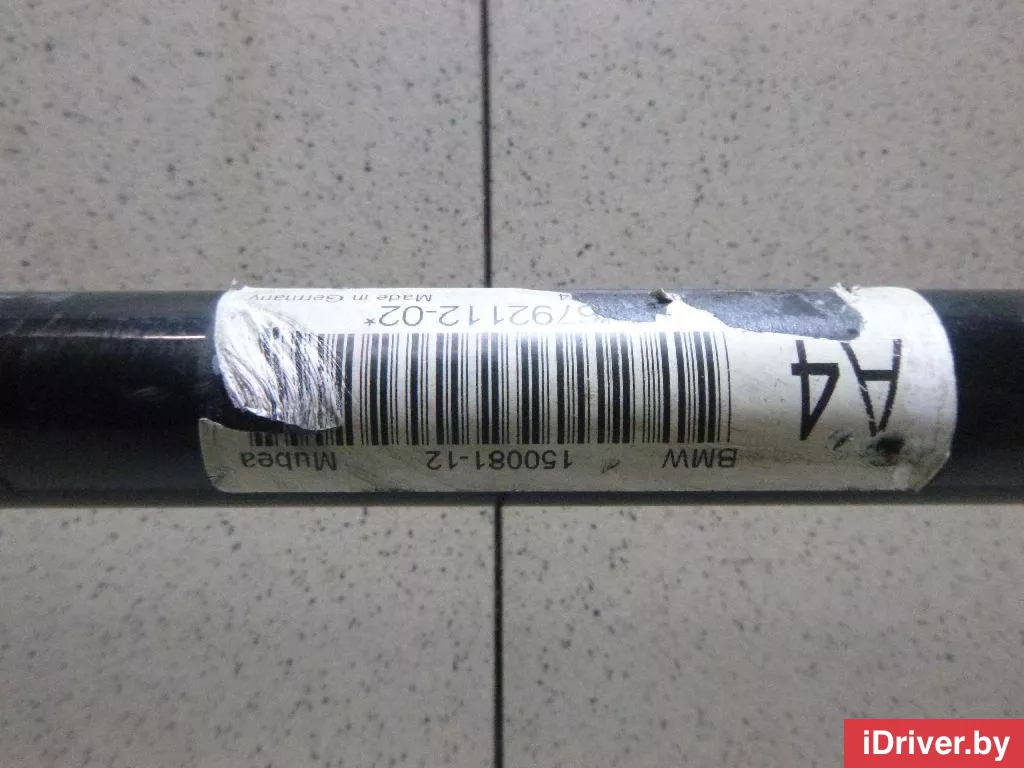 A4
BMW 150081-12 Mubea
6792112-02*
Made in Germany
iDriver.by